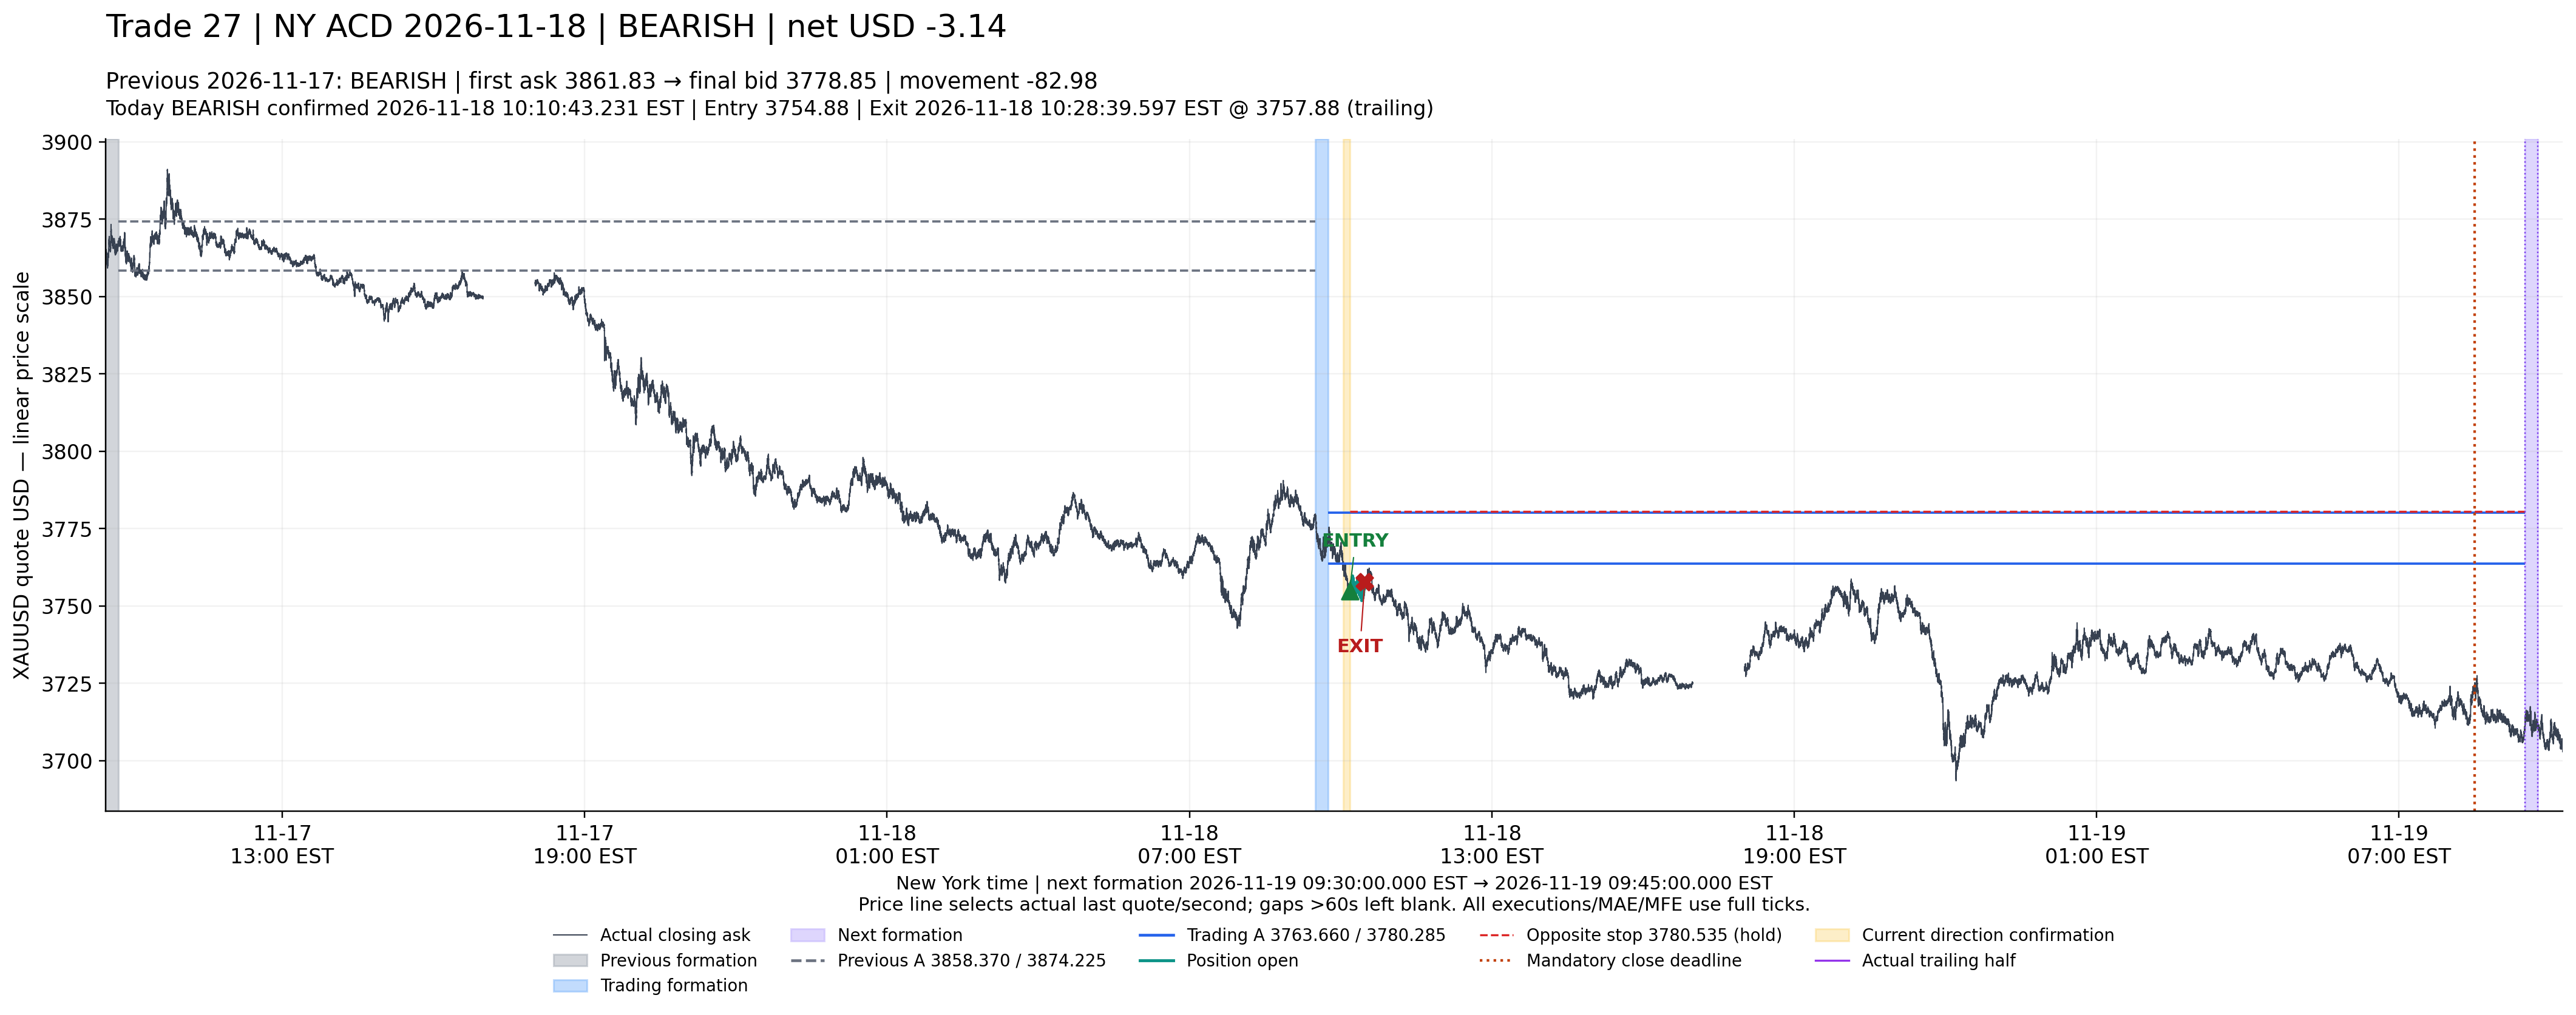 Trade 27 | NY ACD 2026-11-18 | BEARISH | net USD -3.14
Previous 2026-11-17: BEARISH | first ask 3861.83 → final bid 3778.85 | movement -82.98
Today BEARISH confirmed 2026-11-18 10:10:43.231 EST | Entry 3754.88 | Exit 2026-11-18 10:28:39.597 EST @ 3757.88 (trailing)
XAUUSD quote USD — linear price scale
3900
3875
3850
3825
3800
3775
3750
3725
3700
ENTRY
EXIT
11-17
13:00 EST
11-17
19:00 EST
11-18
01:00 EST
11-18
07:00 EST
11-18
13:00 EST
11-18
19:00 EST
11-19
01:00 EST
11-19
07:00 EST
New York time | next formation 2026-11-19 09:30:00.000 EST → 2026-11-19 09:45:00.000 EST
Price line selects actual last quote/second; gaps >60s left blank. All executions/MAE/MFE use full ticks.
Actual closing ask
Previous formation
Trading formation
Next formation
Previous A 3858.370 / 3874.225
Trading A 3763.660 / 3780.285
Position open
Opposite stop 3780.535 (hold)
Mandatory close deadline
Current direction confirmation
Actual trailing half